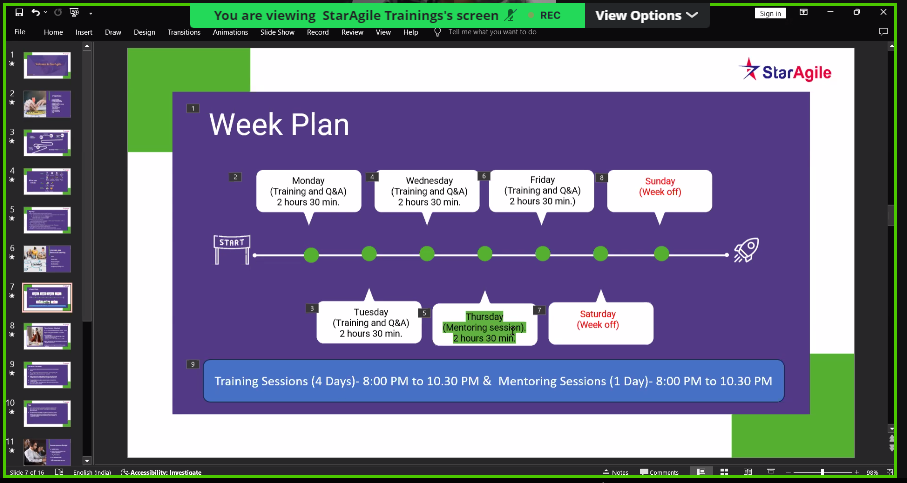 You are viewing StarAgile Trainings's screen
REC
View Options
Sign in
File Home Insert Draw Design Transitions Animations Slide Show Record Review View Help Tell me what you want to do
StarAgile
1
Week Plan
2
Monday
(Training and Q&A)
2 hours 30 min.
4
Wednesday
(Training and Q&A)
2 hours 30 min.
6
Friday
(Training and Q&A)
2 hours 30 min.)
8
Sunday
(Week off)
START
3
Tuesday
(Training and Q&A)
2 hours 30 min.
5
Thursday
(Mentoring session).
2 hours 30 min.
7
Saturday
(Week off)
9
Training Sessions (4 Days)- 8:00 PM to 10.30 PM & Mentoring Sessions (1 Day)- 8:00 PM to 10.30 PM
1
2
3
4
5
6
7
8
9
10
11
Slide 7 of 16 English (India) Accessibility: Investigate Notes Comments 98%